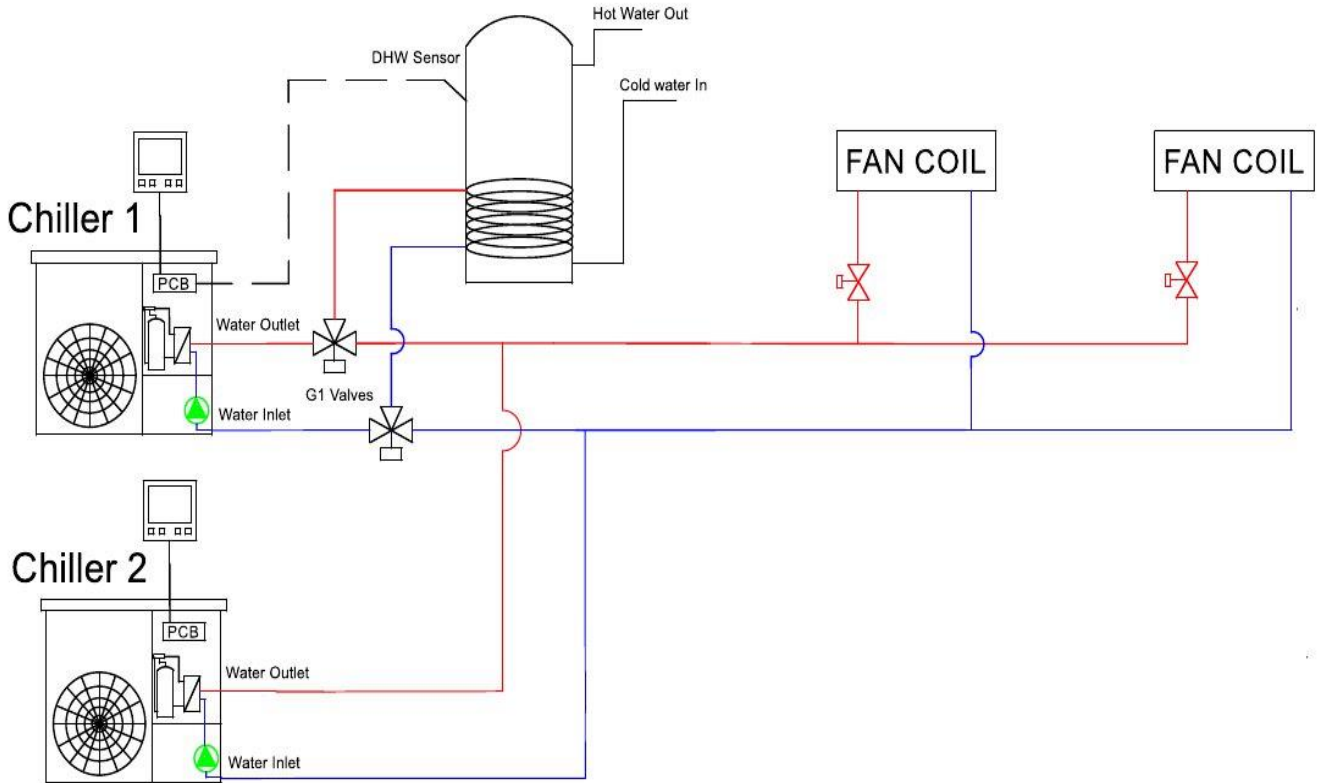 Hot Water Out
DHW Sensor
Cold water In
FAN COIL
FAN COIL
Chiller 1
PCB
Water Outlet
G1 Valves
Water Inlet
Chiller 2
PCB
Water Outlet
Water Inlet